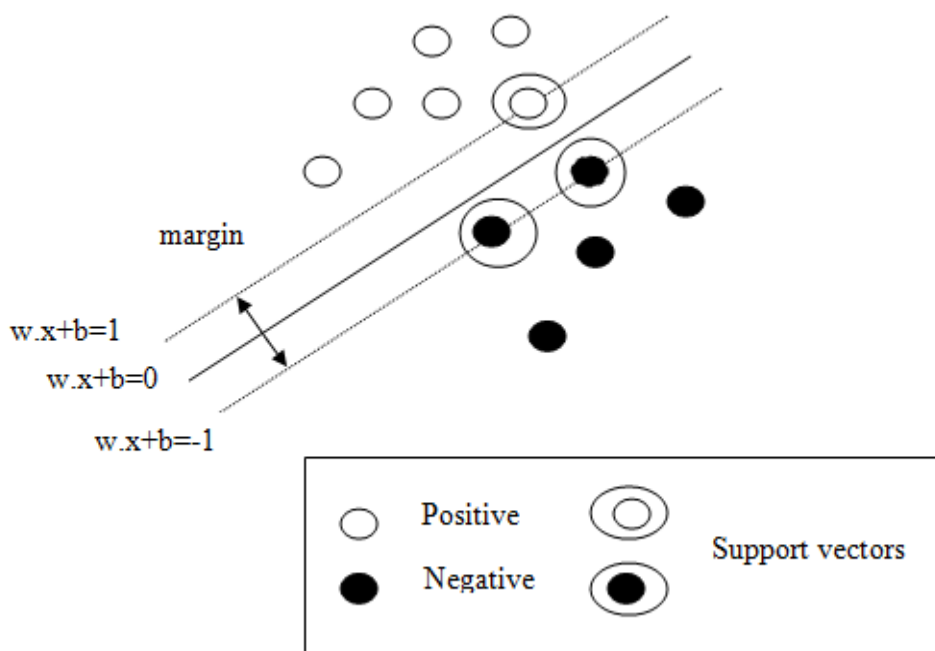 margin
w.x+b=1
w.x+b=0
w.x+b=-1
Positive
Support vectors
Negative